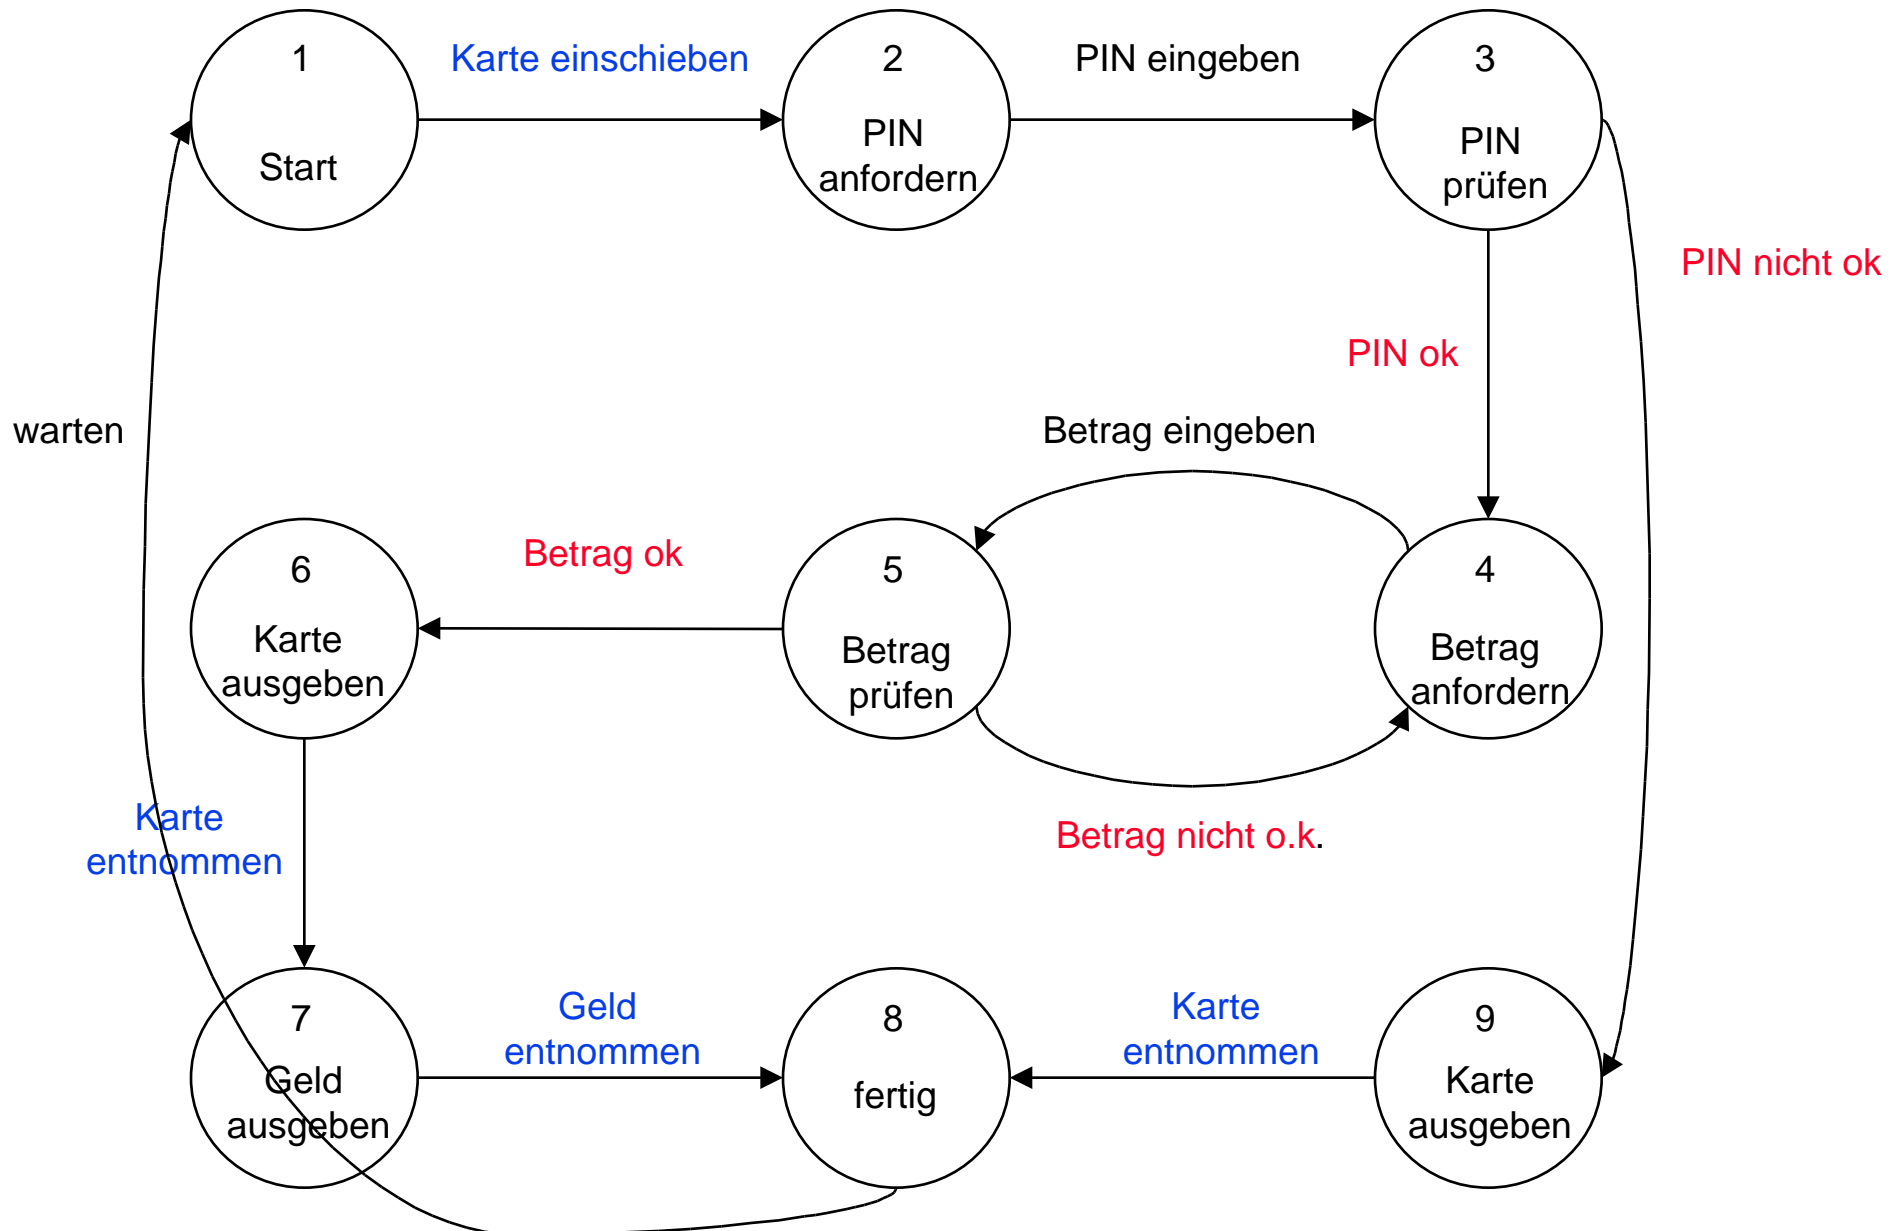 1
Karte einschieben
2
PIN eingeben
3
Start
PIN
anfordern
PIN
prüfen
PIN nicht ok
PIN ok
warten
Betrag eingeben
6
Betrag ok
5
4
Karte
ausgeben
Betrag
prüfen
Betrag
anfordern
Karte
entnommen
Betrag nicht o.k.
7
Geld
entnommen
8
Karte
entnommen
9
Geld
ausgeben
fertig
Karte
ausgeben